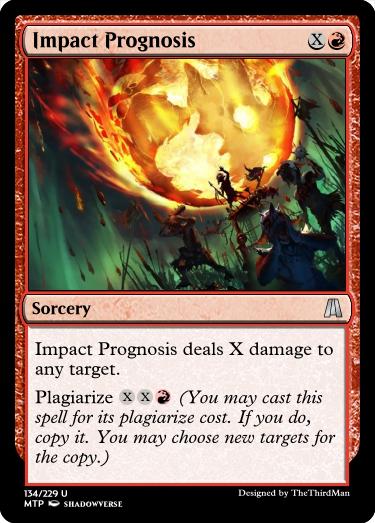 Impact Prognosis X
Sorcery
Impact Prognosis deals X damage to
any target.
Plagiarize X X (You may cast this
spell for its plagiarize cost. If you do,
copy it. You may choose new targets for
the copy.)
134/229 U
MTP SHADOWVERSE
Designed by TheThirdMan